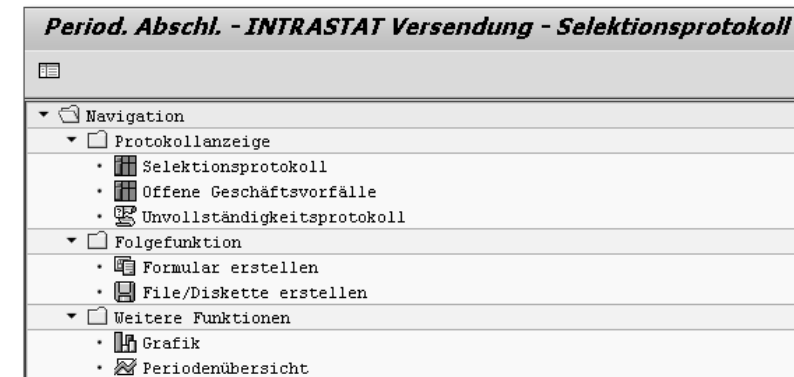 Period. Abschl. - INTRASTAT Versendung - Selektionsprotokoll
Navigation
Protokollanzeige
Selektionsprotokoll
Offene Geschäftsvorfälle
Unvollständigkeitsprotokoll
Folgefunktion
Formular erstellen
File/Diskette erstellen
Weitere Funktionen
Grafik
Periodenübersicht